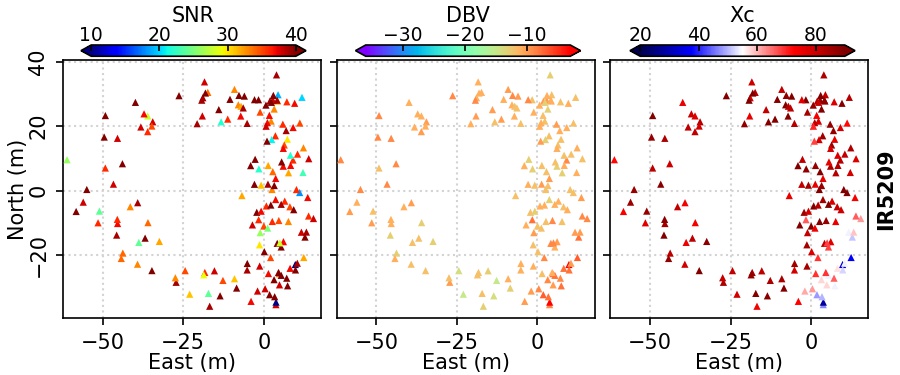 SNR
DBV
Xc
10 20 30 40
−30 −20 −10
20 40 60 80
40
20
0
−20
North (m)
−50 −25 0
−50 −25 0
−50 −25 0
East (m)
East (m)
East (m)
IR5209